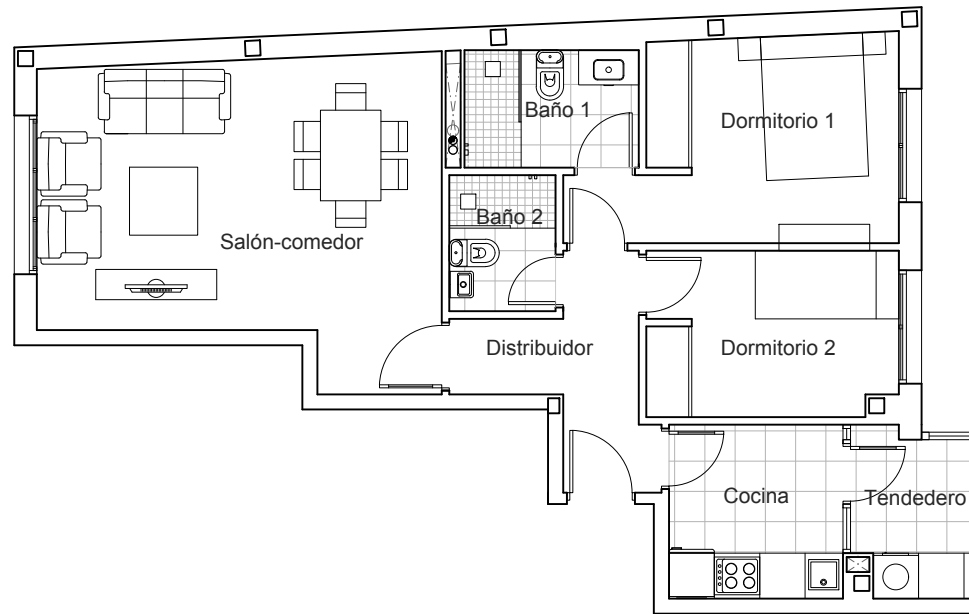 Baño 1
Dormitorio 1
Baño 2
Salón-comedor
Distribuidor
Dormitorio 2
Cocina
Tendedero